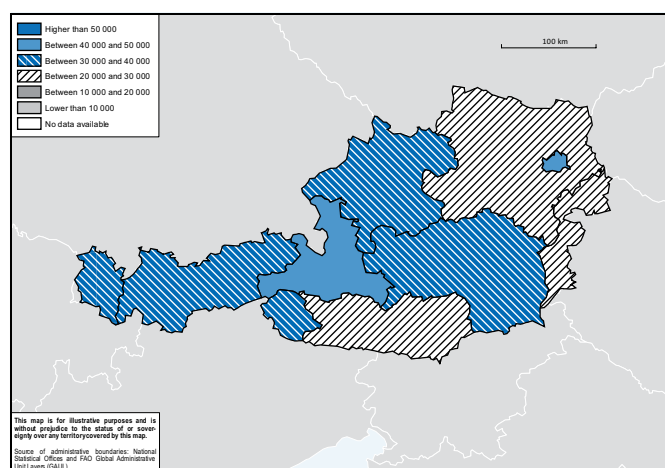 Higher than 50 000
Between 40 000 and 50 000
Between 30 000 and 40 000
Between 20 000 and 30 000
Between 10 000 and 20 000
Lower than 10 000
No data available
100 km
This map is for illustrative purposes and is
without prejudice to the status of or sover-
eignty over any territorycovered by this map.
Source of administrative boundaries: National
Statistical Offices and FAO Global Administrative
Unit Layers (GAUL).